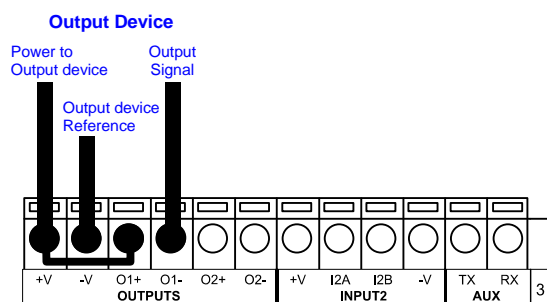 Output Device
Power to
Output device
Output
Signal
Output device
Reference
+V -V O1+ O1- O2+ O2- +V I2A I2B -V TX RX
OUTPUTS INPUT2 AUX
3